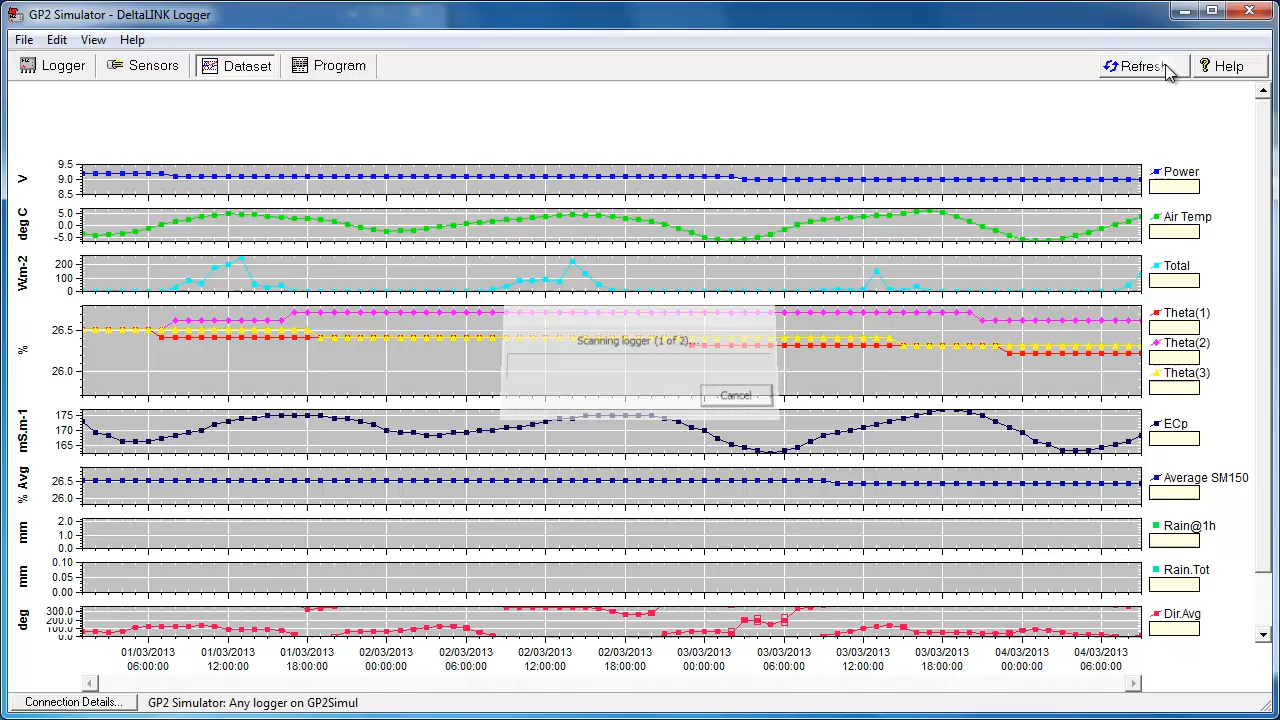 GP2 Simulator - DeltaLINK Logger
File Edit View Help
Logger Sensors Dataset Program Refres Help
9.5
9.0
8.5
V
Power
5.0
0.0
-5.0
deg C
Air Temp
200
100
0
W.m-2
Total
26.5
26.0
%
Theta(1)
Theta(2)
Theta(3)
Scanning logger (1 of 2)...
Cancel
175
170
165
mS.m-1
ECp
26.5
26.0
% Avg
Average SM150
2.0
1.0
0.0
mm
Rain@1h
0.10
0.05
0.00
mm
Rain.Tot
300.0
200.0
100.0
0.0
deg
Dir.Avg
01/03/2013 01/03/2013 01/03/2013 02/03/2013 02/03/2013 02/03/2013 02/03/2013 03/03/2013 03/03/2013 03/03/2013 03/03/2013 04/03/2013 04/03/2013
06:00:00 12:00:00 18:00:00 00:00:00 06:00:00 12:00:00 18:00:00 00:00:00 06:00:00 12:00:00 18:00:00 00:00:00 06:00:00
Connection Details... GP2 Simulator: Any logger on GP2Simul